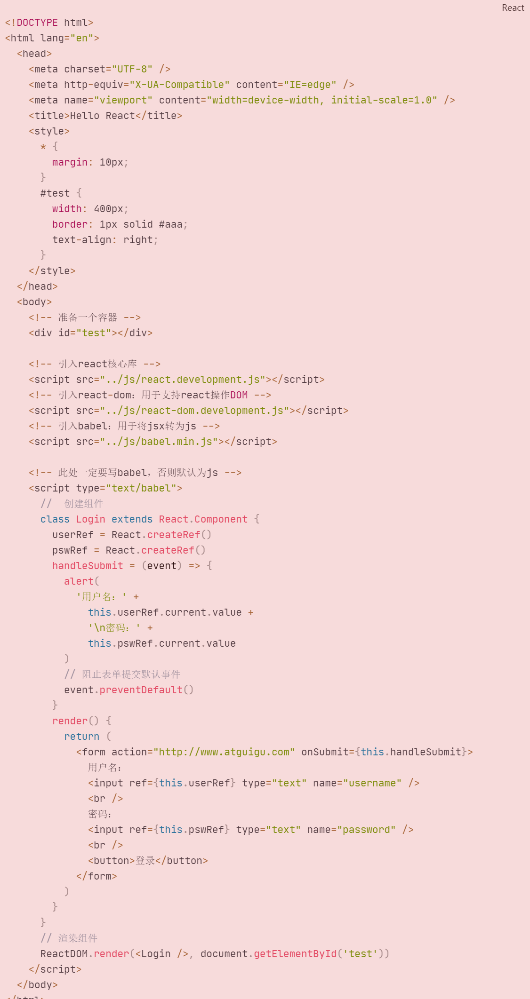 React
<!DOCTYPE html>
<html lang="en">
  <head>
    <meta charset="UTF-8" />
    <meta http-equiv="X-UA-Compatible" content="IE=edge" />
    <meta name="viewport" content="width=device-width, initial-scale=1.0" />
    <title>Hello React</title>
    <style>
      * {
        margin: 10px;
      }
      #test {
        width: 400px;
        border: 1px solid #aaa;
        text-align: right;
      }
    </style>
  </head>
  <body>
    <!-- 准备一个容器 -->
    <div id="test"></div>

    <!-- 引入react核心库 -->
    <script src="../js/react.development.js"></script>
    <!-- 引入react-dom：用于支持react操作DOM -->
    <script src="../js/react-dom.development.js"></script>
    <!-- 引入babel：用于将jsx转为js -->
    <script src="../js/babel.min.js"></script>

    <!-- 此处一定要写babel，否则默认为js -->
    <script type="text/babel">
      //  创建组件
      class Login extends React.Component {
        userRef = React.createRef()
        pswRef = React.createRef()
        handleSubmit = (event) => {
          alert(
            '用户名：' +
              this.userRef.current.value +
              '\n密码：' +
              this.pswRef.current.value
          )
          // 阻止表单提交默认事件
          event.preventDefault()
        }
        render() {
          return (
            <form action="http://www.atguigu.com" onSubmit={this.handleSubmit}>
              用户名：
              <input ref={this.userRef} type="text" name="username" />
              <br />
              密码：
              <input ref={this.pswRef} type="text" name="password" />
              <br />
              <button>登录</button>
            </form>
          )
        }
      }
      // 渲染组件
      ReactDOM.render(<Login />, document.getElementById('test'))
    </script>
  </body>
</html>